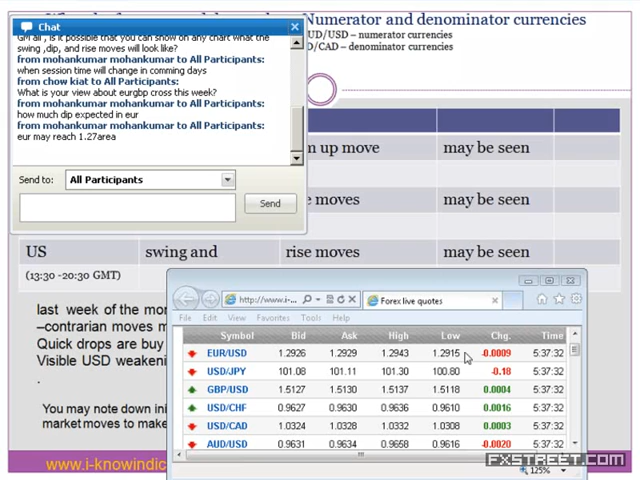 Numerator and denominator currencies
Chat
UD/USD – numerator currencies
D/CAD – denominator currencies
GM all , is it possible that you can show on any chart what the
swing ,dip, and rise moves will look like?
from mohankumar mohankumar to All Participants:
when session time will change in comming days
from chow kiat to All Participants:
What is your view about eurgbp cross this week?
from mohankumar mohankumar to All Participants:
how much dip expected in eur
from mohankumar mohankumar to All Participants:
eur may reach 1.27area
Send to: All Participants
Send
n up move may be seen
e moves may be seen
US swing and rise moves may be seen
(13:30 -20:30 GMT)
last week of the mon
–contrarian moves m
Quick drops are buy
Visible USD weakeni
.
You may note down ini
market moves to make
www.i-knowindic
http://www.i-
Forex live quotes
File Edit View Favorites Tools Help
Symbol Bid Ask High Low Chg. Time
EUR/USD 1.2926 1.2929 1.2943 1.2915 -0.0009 5:37:32
USD/JPY 101.08 101.11 101.30 100.80 -0.18 5:37:32
GBP/USD 1.5127 1.5130 1.5137 1.5118 0.0004 5:37:32
USD/CHF 0.9627 0.9630 0.9636 0.9610 0.0016 5:37:32
USD/CAD 1.0324 1.0328 1.0332 1.0308 0.0003 5:37:32
AUD/USD 0.9631 0.9634 0.9658 0.9616 -0.0020 5:37:32
FXSTREET.COM
125%